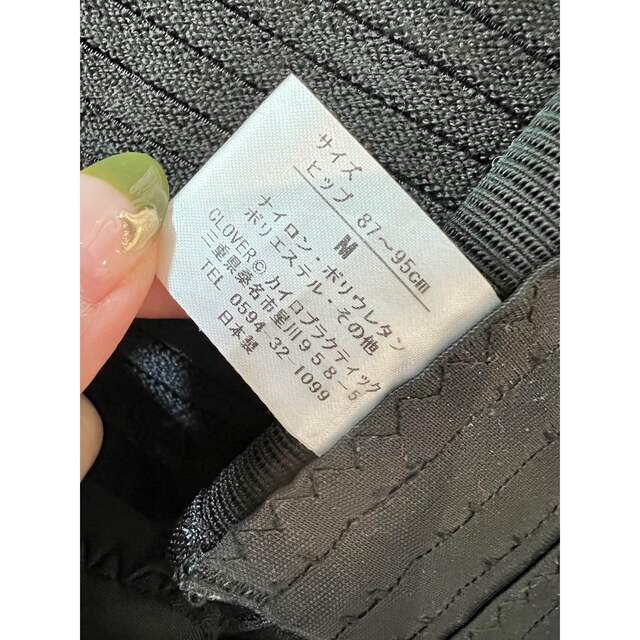 サイズ
ヒップ 87～95cm
M
ナイロン・ポリウレタン
ポリエステル・その他
CLOVER© カイロプラクティック
三重県桑名市星川958-5
TEL 0594-32-1099
日本製